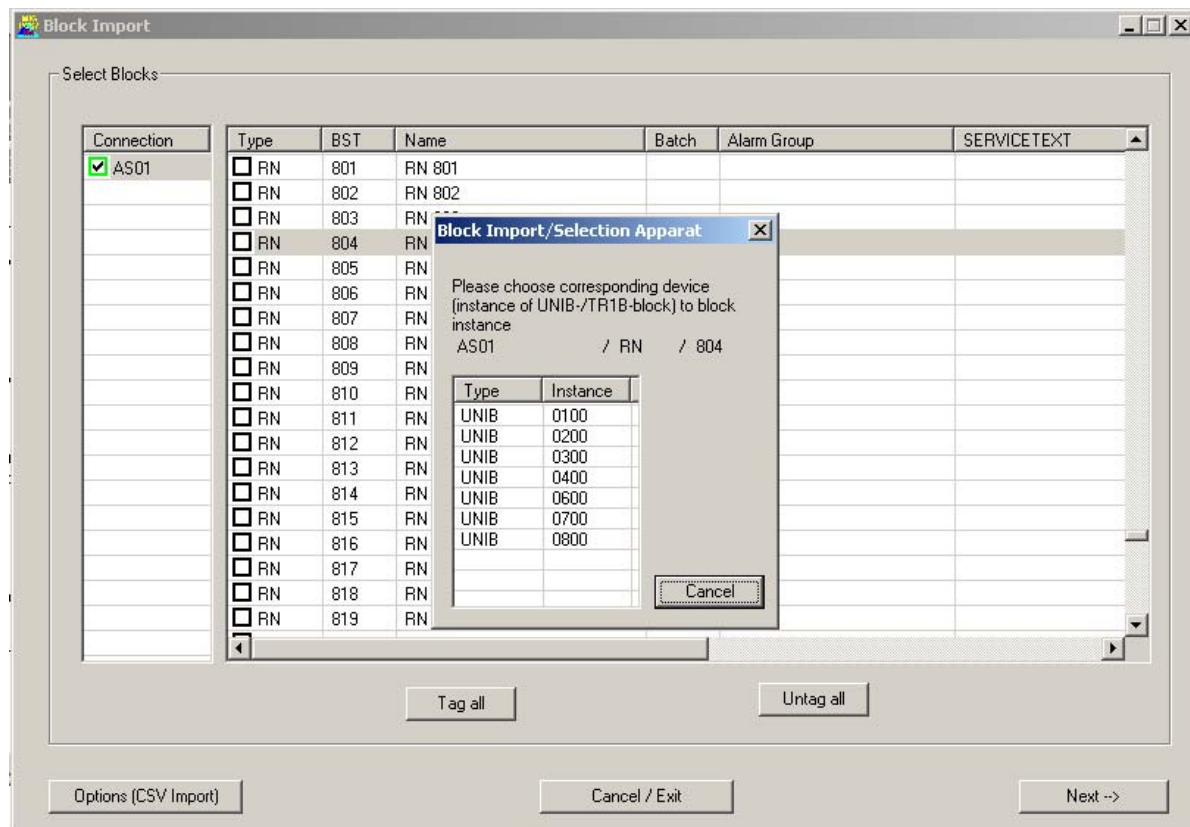 Block Import
Select Blocks
Connection Type BST Name Batch Alarm Group SERVICETEXT
AS01 RN 801 RN 801
RN 802 RN 802
RN 803 RN
RN 804 RN
RN 805 RN
RN 806 RN
RN 807 RN
RN 808 RN
RN 809 RN
RN 810 RN
RN 811 RN
RN 812 RN
RN 813 RN
RN 814 RN
RN 815 RN
RN 816 RN
RN 817 RN
RN 818 RN
RN 819 RN
Block Import/Selection Apparat
Please choose corresponding device
(instance of UNIB-/TR1B-block) to block
instance
AS01 / RN / 804
Type Instance
UNIB 0100
UNIB 0200
UNIB 0300
UNIB 0400
UNIB 0600
UNIB 0700
UNIB 0800
Cancel
Tag all Untag all
Options (CSV Import) Cancel / Exit Next -->